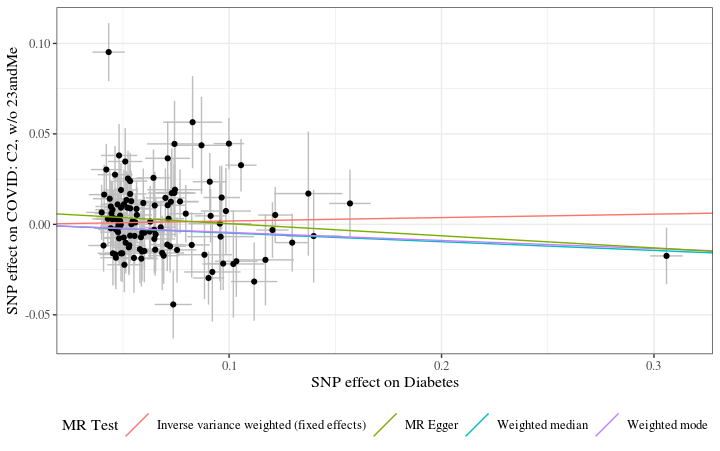 SNP effect on COVID: C2, w/o 23andMe
0.10
0.05
0.00
-0.05
0.1
0.2
0.3
SNP effect on Diabetes
MR Test
Inverse variance weighted (fixed effects)
MR Egger
Weighted median
Weighted mode